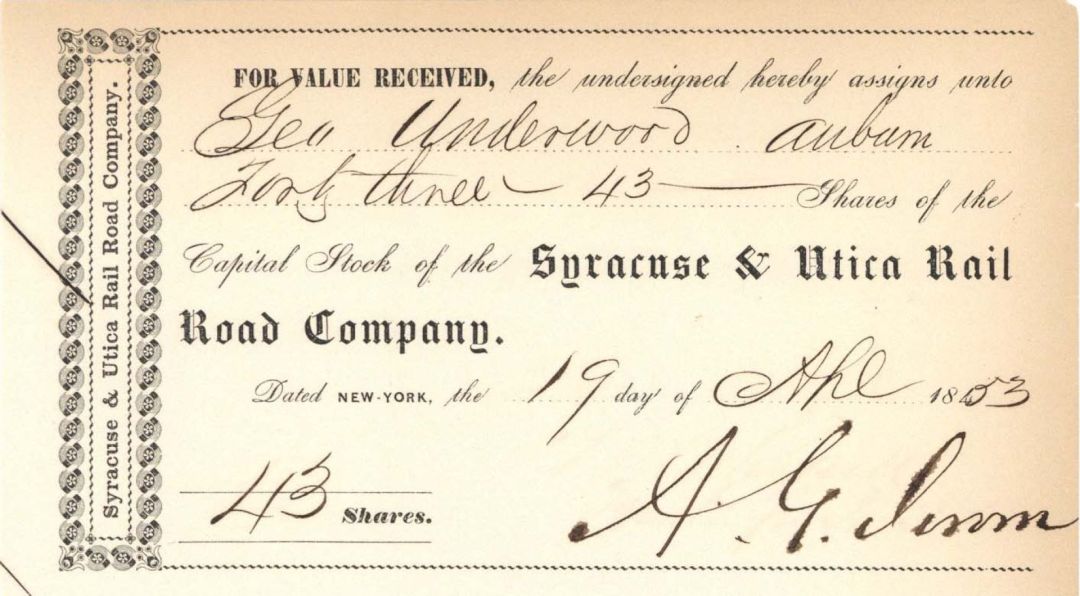 Syracuse & Utica Rail Road Company.
FOR VALUE RECEIVED, the undersigned hereby assigns unto
Geo Underwood Auburn
Forty three 43 Shares of the
Capital Stock of the Syracuse & Utica Rail
Road Company.
Dated NEW-YORK, the 19 day of Apl 1853
43 Shares.
A. G.